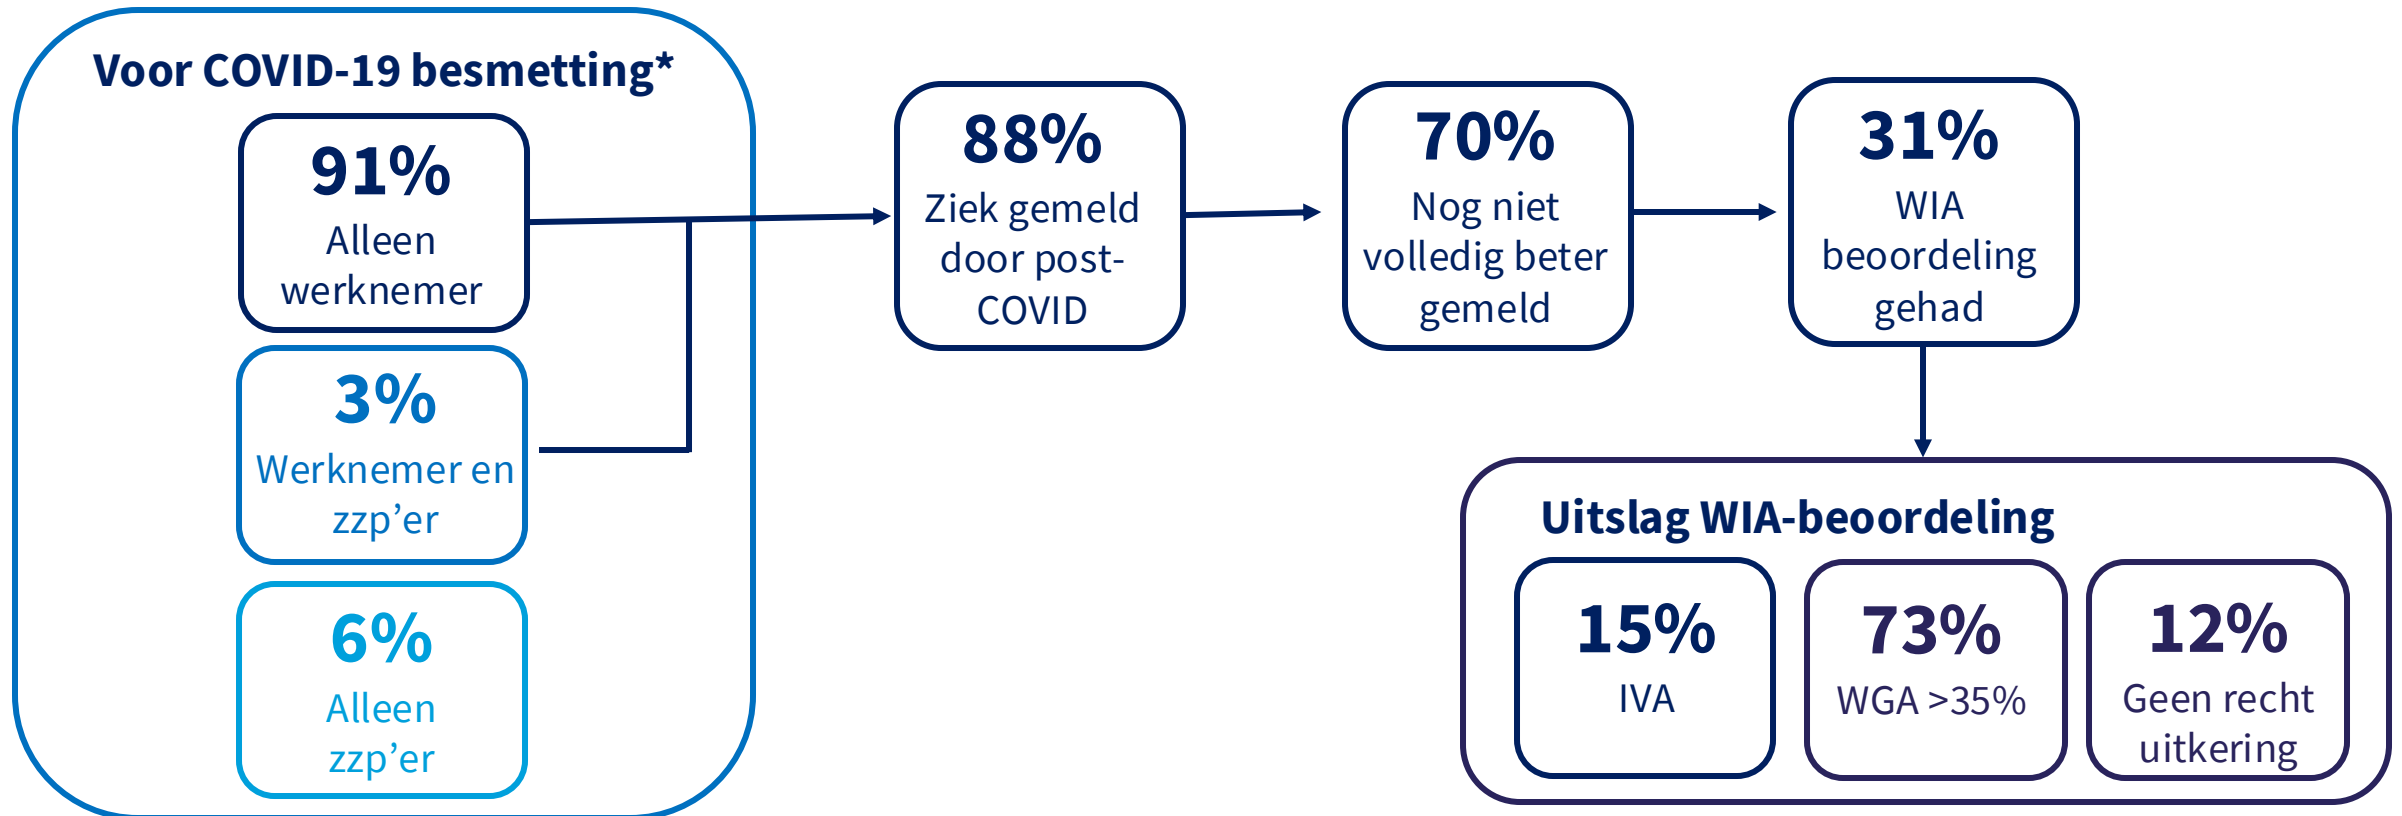 Voor COVID-19 besmetting*
91%
Alleen
werknemer
3%
Werknemer en
zzp’er
6%
Alleen
zzp’er
88%
Ziek gemeld
door post-
COVID
70%
Nog niet
volledig beter
gemeld
31%
WIA
beoordeling
gehad
Uitslag WIA-beoordeling
15%
IVA
73%
WGA >35%
12%
Geen recht
uitkering